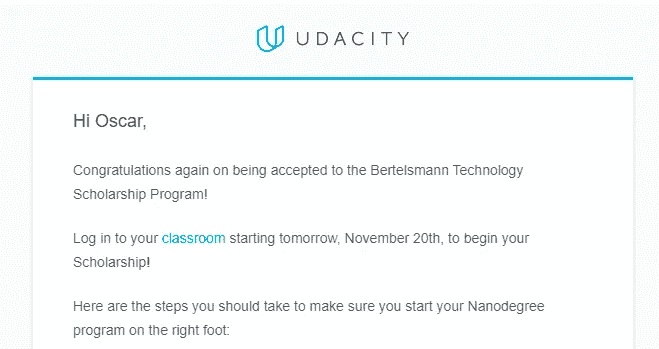 UDACITY
Hi Oscar,
Congratulations again on being accepted to the Bertelsmann Technology
Scholarship Program!
Log in to your classroom starting tomorrow, November 20th, to begin your
Scholarship!
Here are the steps you should take to make sure you start your Nanodegree
program on the right foot: